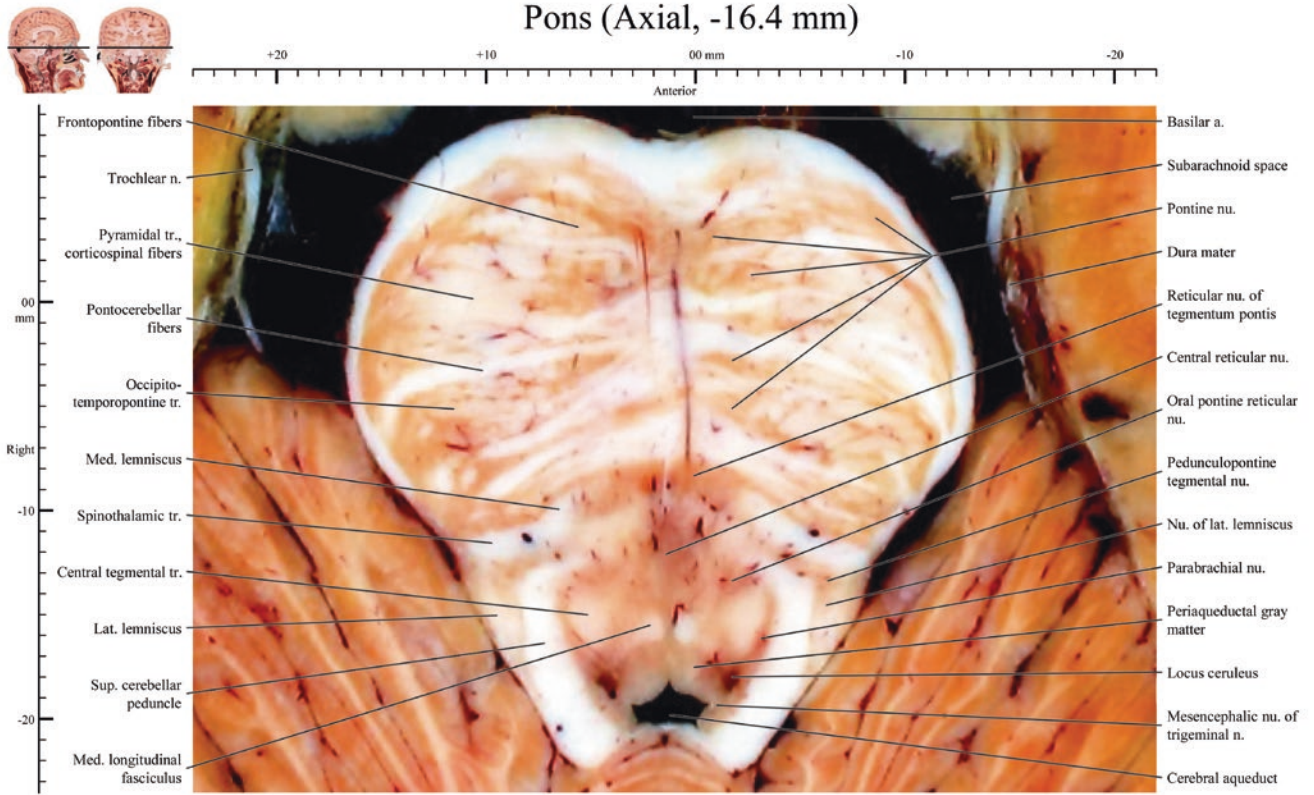 Pons (Axial, -16.4 mm)
+20
+10
00 mm
-10
-20
Anterior
Frontopontine fibers
Trochlear n.
Pyramidal tr.,
corticospinal fibers
00
mm
Pontocerebellar
fibers
Occipito-
temporopontine tr.
Right
Med. lemniscus
-10
Spinothalamic tr.
Central tegmental tr.
Lat. lemniscus
Sup. cerebellar
peduncle
-20
Med. longitudinal
fasciculus
Basilar a.
Subarachnoid space
Pontine nu.
Dura mater
Reticular nu. of
tegmentum pontis
Central reticular nu.
Oral pontine reticular
nu.
Pedunculopontine
tegmental nu.
Nu. of lat. lemniscus
Parabrachial nu.
Periaqueductal gray
matter
Locus ceruleus
Mesencephalic nu. of
trigeminal n.
Cerebral aqueduct